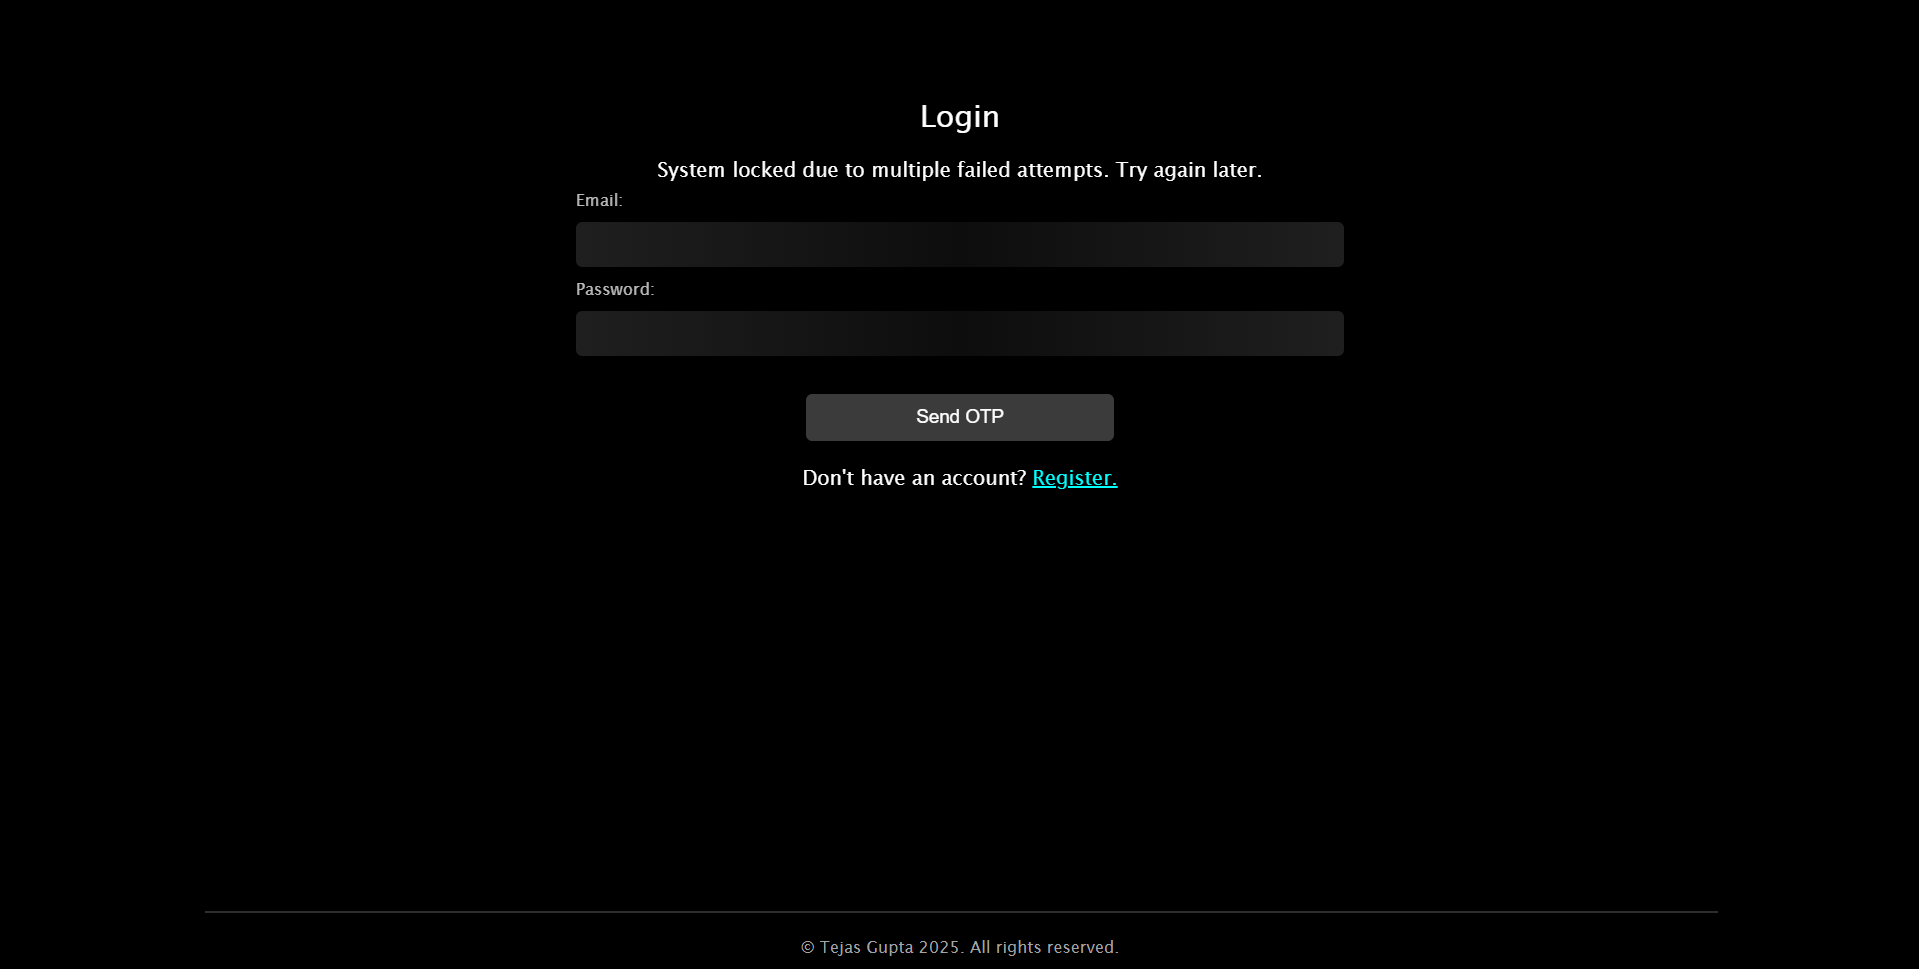 Login
System locked due to multiple failed attempts. Try again later.
Email:
Password:
Send OTP
Don't have an account? Register.
© Tejas Gupta 2025. All rights reserved.